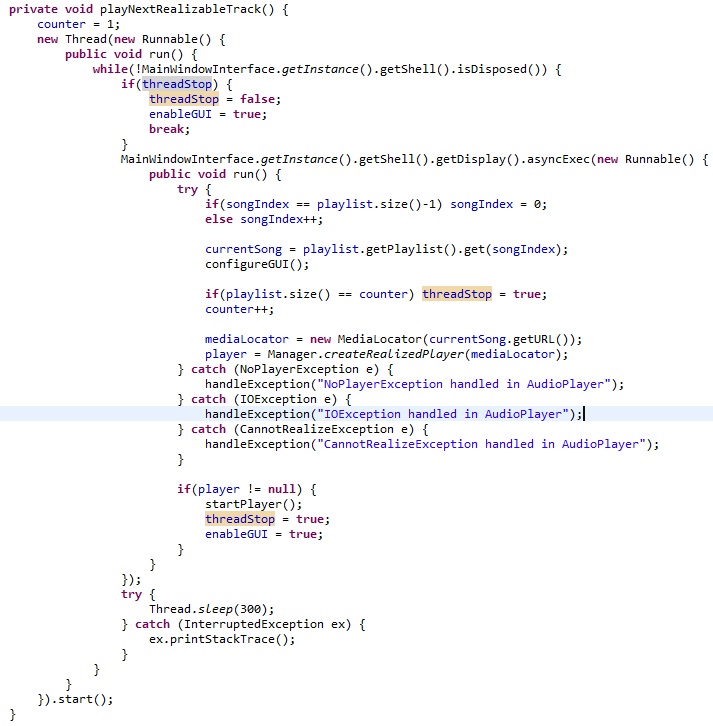 private void playNextRealizableTrack() {
    counter = 1;
    new Thread(new Runnable() {
        public void run() {
            while(!MainWindowInterface.getInstance().getShell().isDisposed()) {
                if(threadStop) {
                    threadStop = false;
                    enableGUI = true;
                    break;
                }
                MainWindowInterface.getInstance().getShell().getDisplay().asyncExec(new Runnable() {
                    public void run() {
                        try {
                            if(songIndex == playlist.size()-1) songIndex = 0;
                            else songIndex++;

                            currentSong = playlist.getPlaylist().get(songIndex);
                            configureGUI();

                            if(playlist.size() == counter) threadStop = true;
                            counter++;

                            mediaLocator = new MediaLocator(currentSong.getURL());
                            player = Manager.createRealizedPlayer(mediaLocator);
                        } catch (NoPlayerException e) {
                            handleException("NoPlayerException handled in AudioPlayer");
                        } catch (IOException e) {
                            handleException("IOException handled in AudioPlayer");
                        } catch (CannotRealizeException e) {
                            handleException("CannotRealizeException handled in AudioPlayer");
                        }

                        if(player != null) {
                            startPlayer();
                            threadStop = true;
                            enableGUI = true;
                        }
                    }
                });
                try {
                    Thread.sleep(300);
                } catch (InterruptedException ex) {
                    ex.printStackTrace();
                }
            }
        }
    }).start();
}